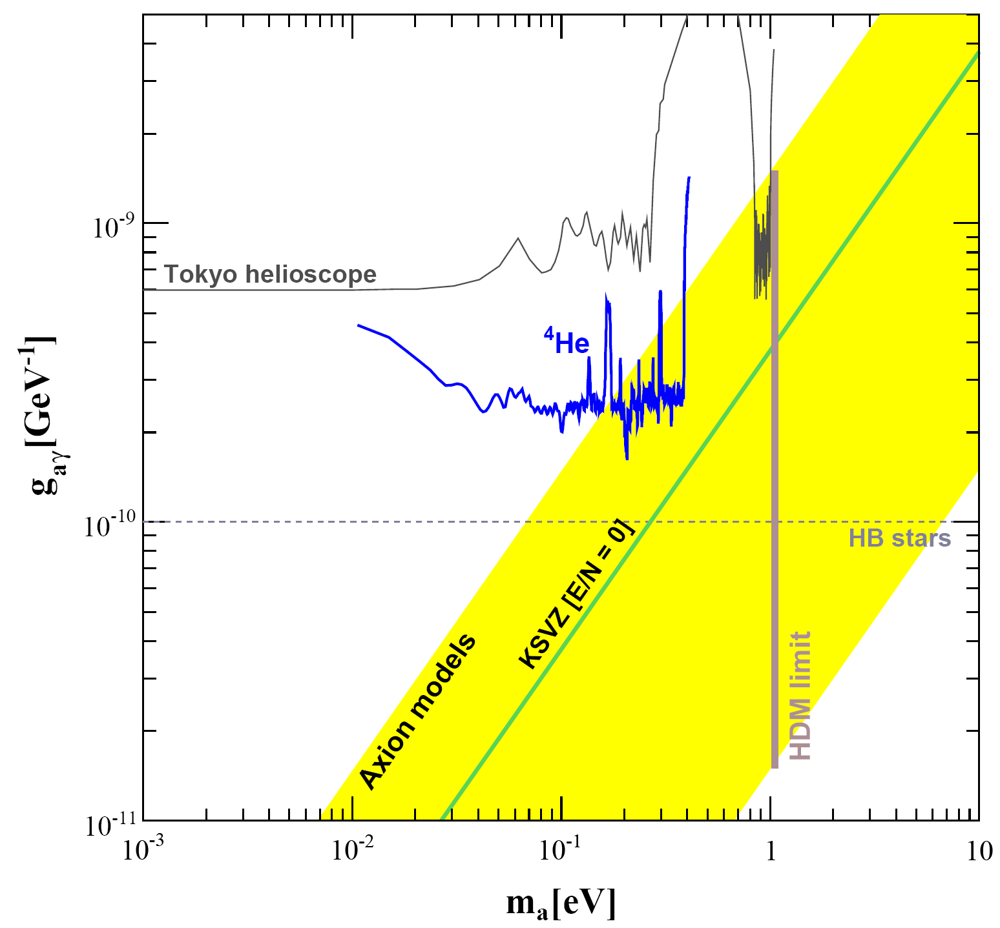 10⁻⁹
Tokyo helioscope
⁴He
gₐᵧ[GeV⁻¹]
10⁻¹⁰
HB stars
KSVZ [E/N = 0]
Axion models
HDM limit
10⁻¹¹
10⁻³ 10⁻² 10⁻¹ 1 10
mₐ[eV]